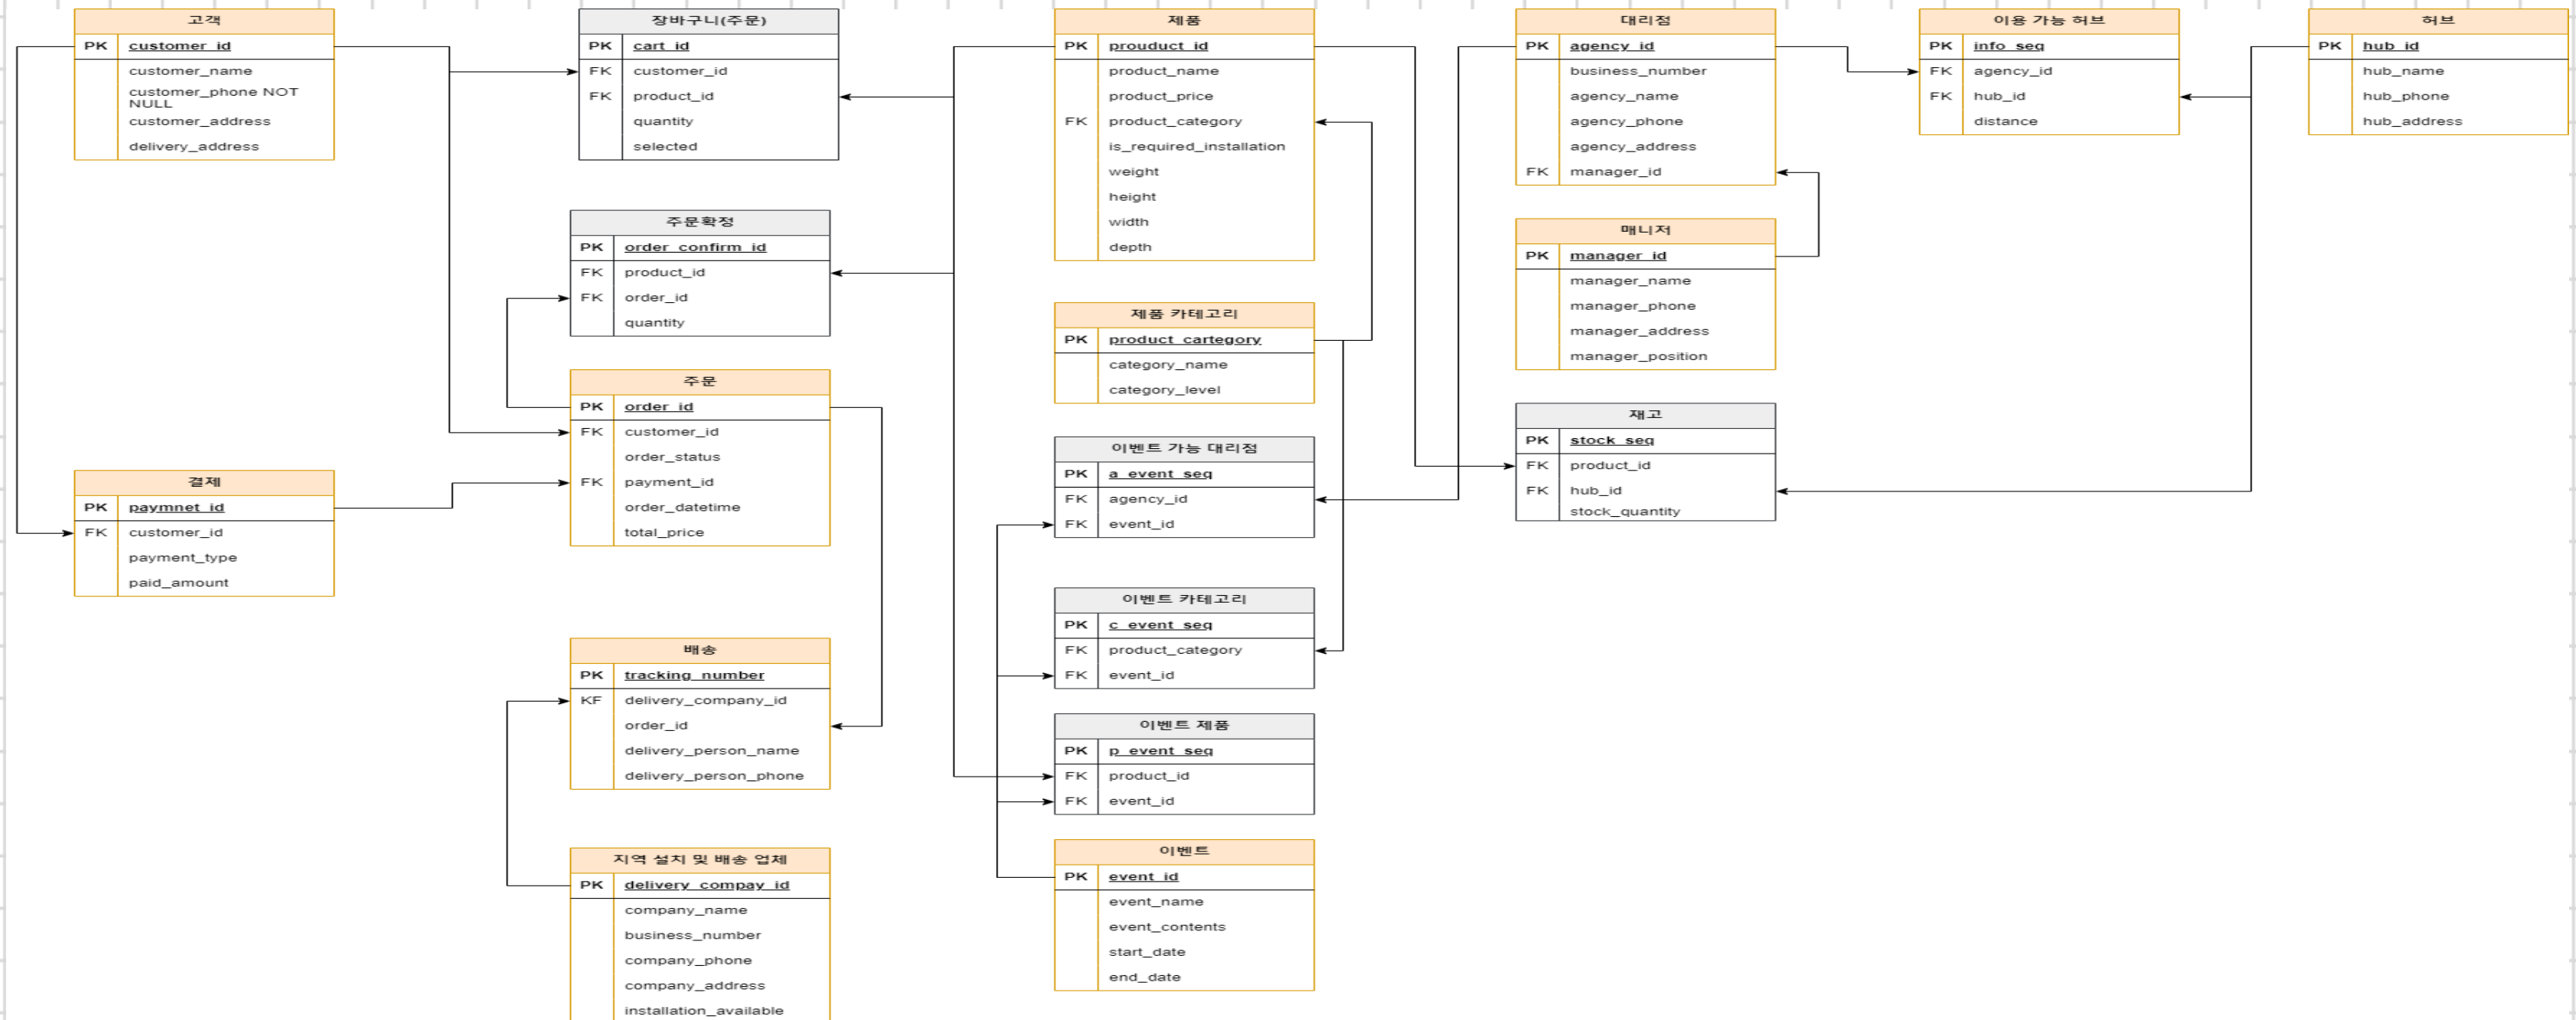 고객
PK customer_id
customer_name
customer_phone NOT
NULL
customer_address
delivery_address
결제
PK paymnet_id
FK customer_id
payment_type
paid_amount
장바구니(주문)
PK cart_id
FK customer_id
FK product_id
quantity
selected
주문확정
PK order_confirm_id
FK product_id
FK order_id
quantity
주문
PK order_id
FK customer_id
order_status
FK payment_id
order_datetime
total_price
배송
PK tracking_number
KF delivery_company_id
order_id
delivery_person_name
delivery_person_phone
지역 설치 및 배송 업체
PK delivery_compay_id
company_name
business_number
company_phone
company_address
installation_available
제품
PK prouduct_id
product_name
product_price
FK product_category
is_required_installation
weight
height
width
depth
제품 카테고리
PK product_cartegory
category_name
category_level
이벤트 가능 대리점
PK a_event_seq
FK agency_id
FK event_id
이벤트 카테고리
PK c_event_seq
FK product_category
FK event_id
이벤트 제품
PK p_event_seq
FK product_id
FK event_id
이벤트
PK event_id
event_name
event_contents
start_date
end_date
대리점
PK agency_id
business_number
agency_name
agency_phone
agency_address
FK manager_id
매니저
PK manager_id
manager_name
manager_phone
manager_address
manager_position
재고
PK stock_seq
FK product_id
FK hub_id
stock_quantity
이용 가능 허브
PK info_seq
FK agency_id
FK hub_id
distance
허브
PK hub_id
hub_name
hub_phone
hub_address